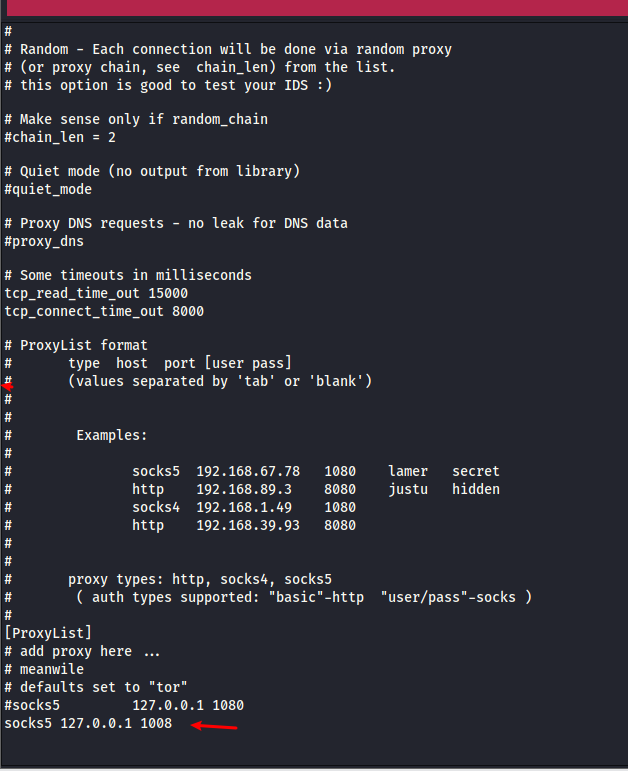 #
# Random - Each connection will be done via random proxy
# (or proxy chain, see  chain_len) from the list.
# this option is good to test your IDS :)
# Make sense only if random_chain
#chain_len = 2
# Quiet mode (no output from library)
#quiet_mode
# Proxy DNS requests - no leak for DNS data
#proxy_dns
# Some timeouts in milliseconds
tcp_read_time_out 15000
tcp_connect_time_out 8000
# ProxyList format
#       type  host  port [user pass]
#       (values separated by 'tab' or 'blank')
#
#
#        Examples:
#
#               socks5  192.168.67.78   1080    lamer   secret
#               http    192.168.89.3    8080    justu   hidden
#               socks4  192.168.1.49    1080
#               http    192.168.39.93   8080
#
#
#       proxy types: http, socks4, socks5
#        ( auth types supported: "basic"-http  "user/pass"-socks )
#
[ProxyList]
# add proxy here ...
# meanwile
# defaults set to "tor"
#socks5         127.0.0.1 1080
socks5 127.0.0.1 1008